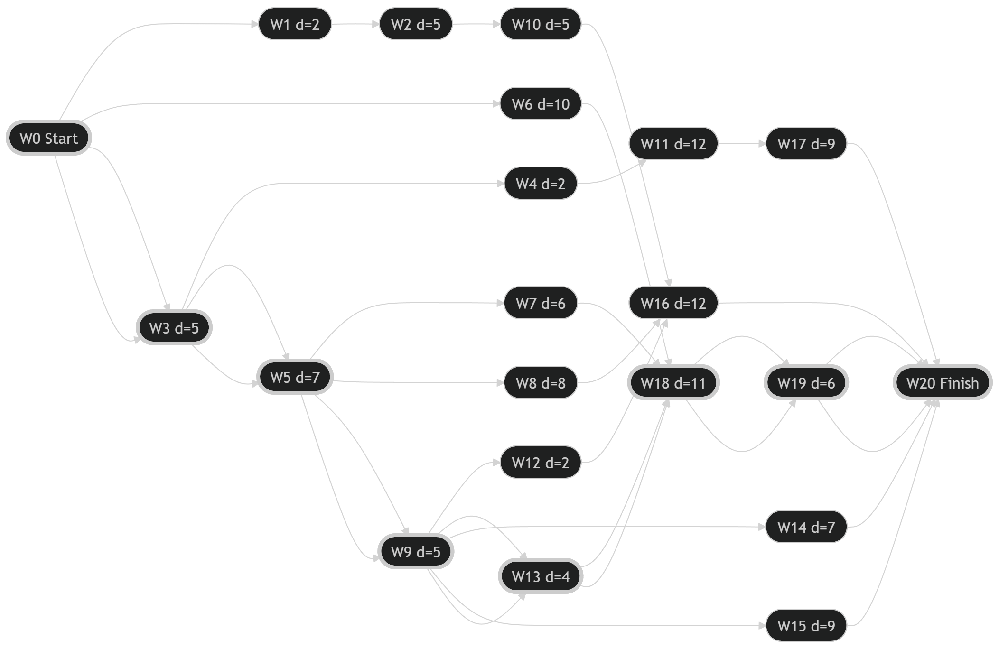 W1 d=2
W2 d=5
W10 d=5
W6 d=10
W0 Start
W11 d=12
W17 d=9
W4 d=2
W7 d=6
W16 d=12
W3 d=5
W5 d=7
W8 d=8
W18 d=11
W19 d=6
W20 Finish
W12 d=2
W14 d=7
W9 d=5
W13 d=4
W15 d=9